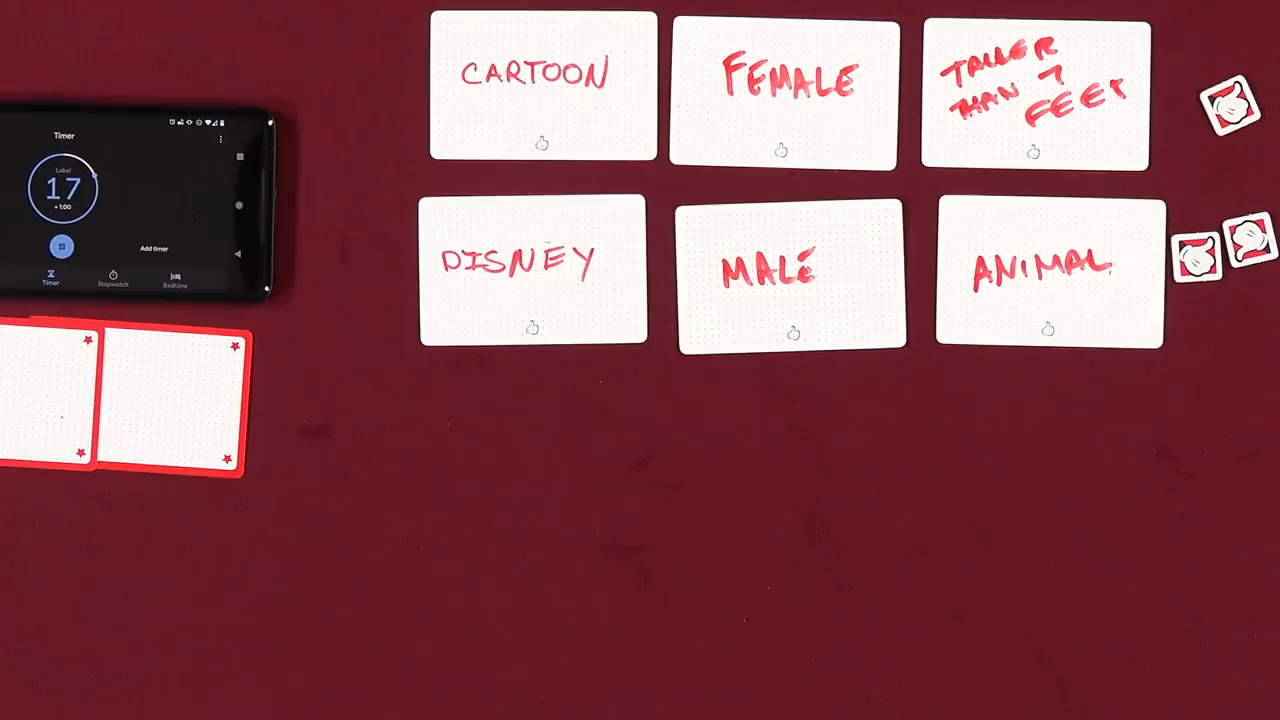 CARTOON
FEMALE
TALLER
THAN 7
FEET
Timer
Label
17
+ 1:00
Add timer
Timer
Stopwatch
Bedtime
DISNEY
MALE
ANIMAL